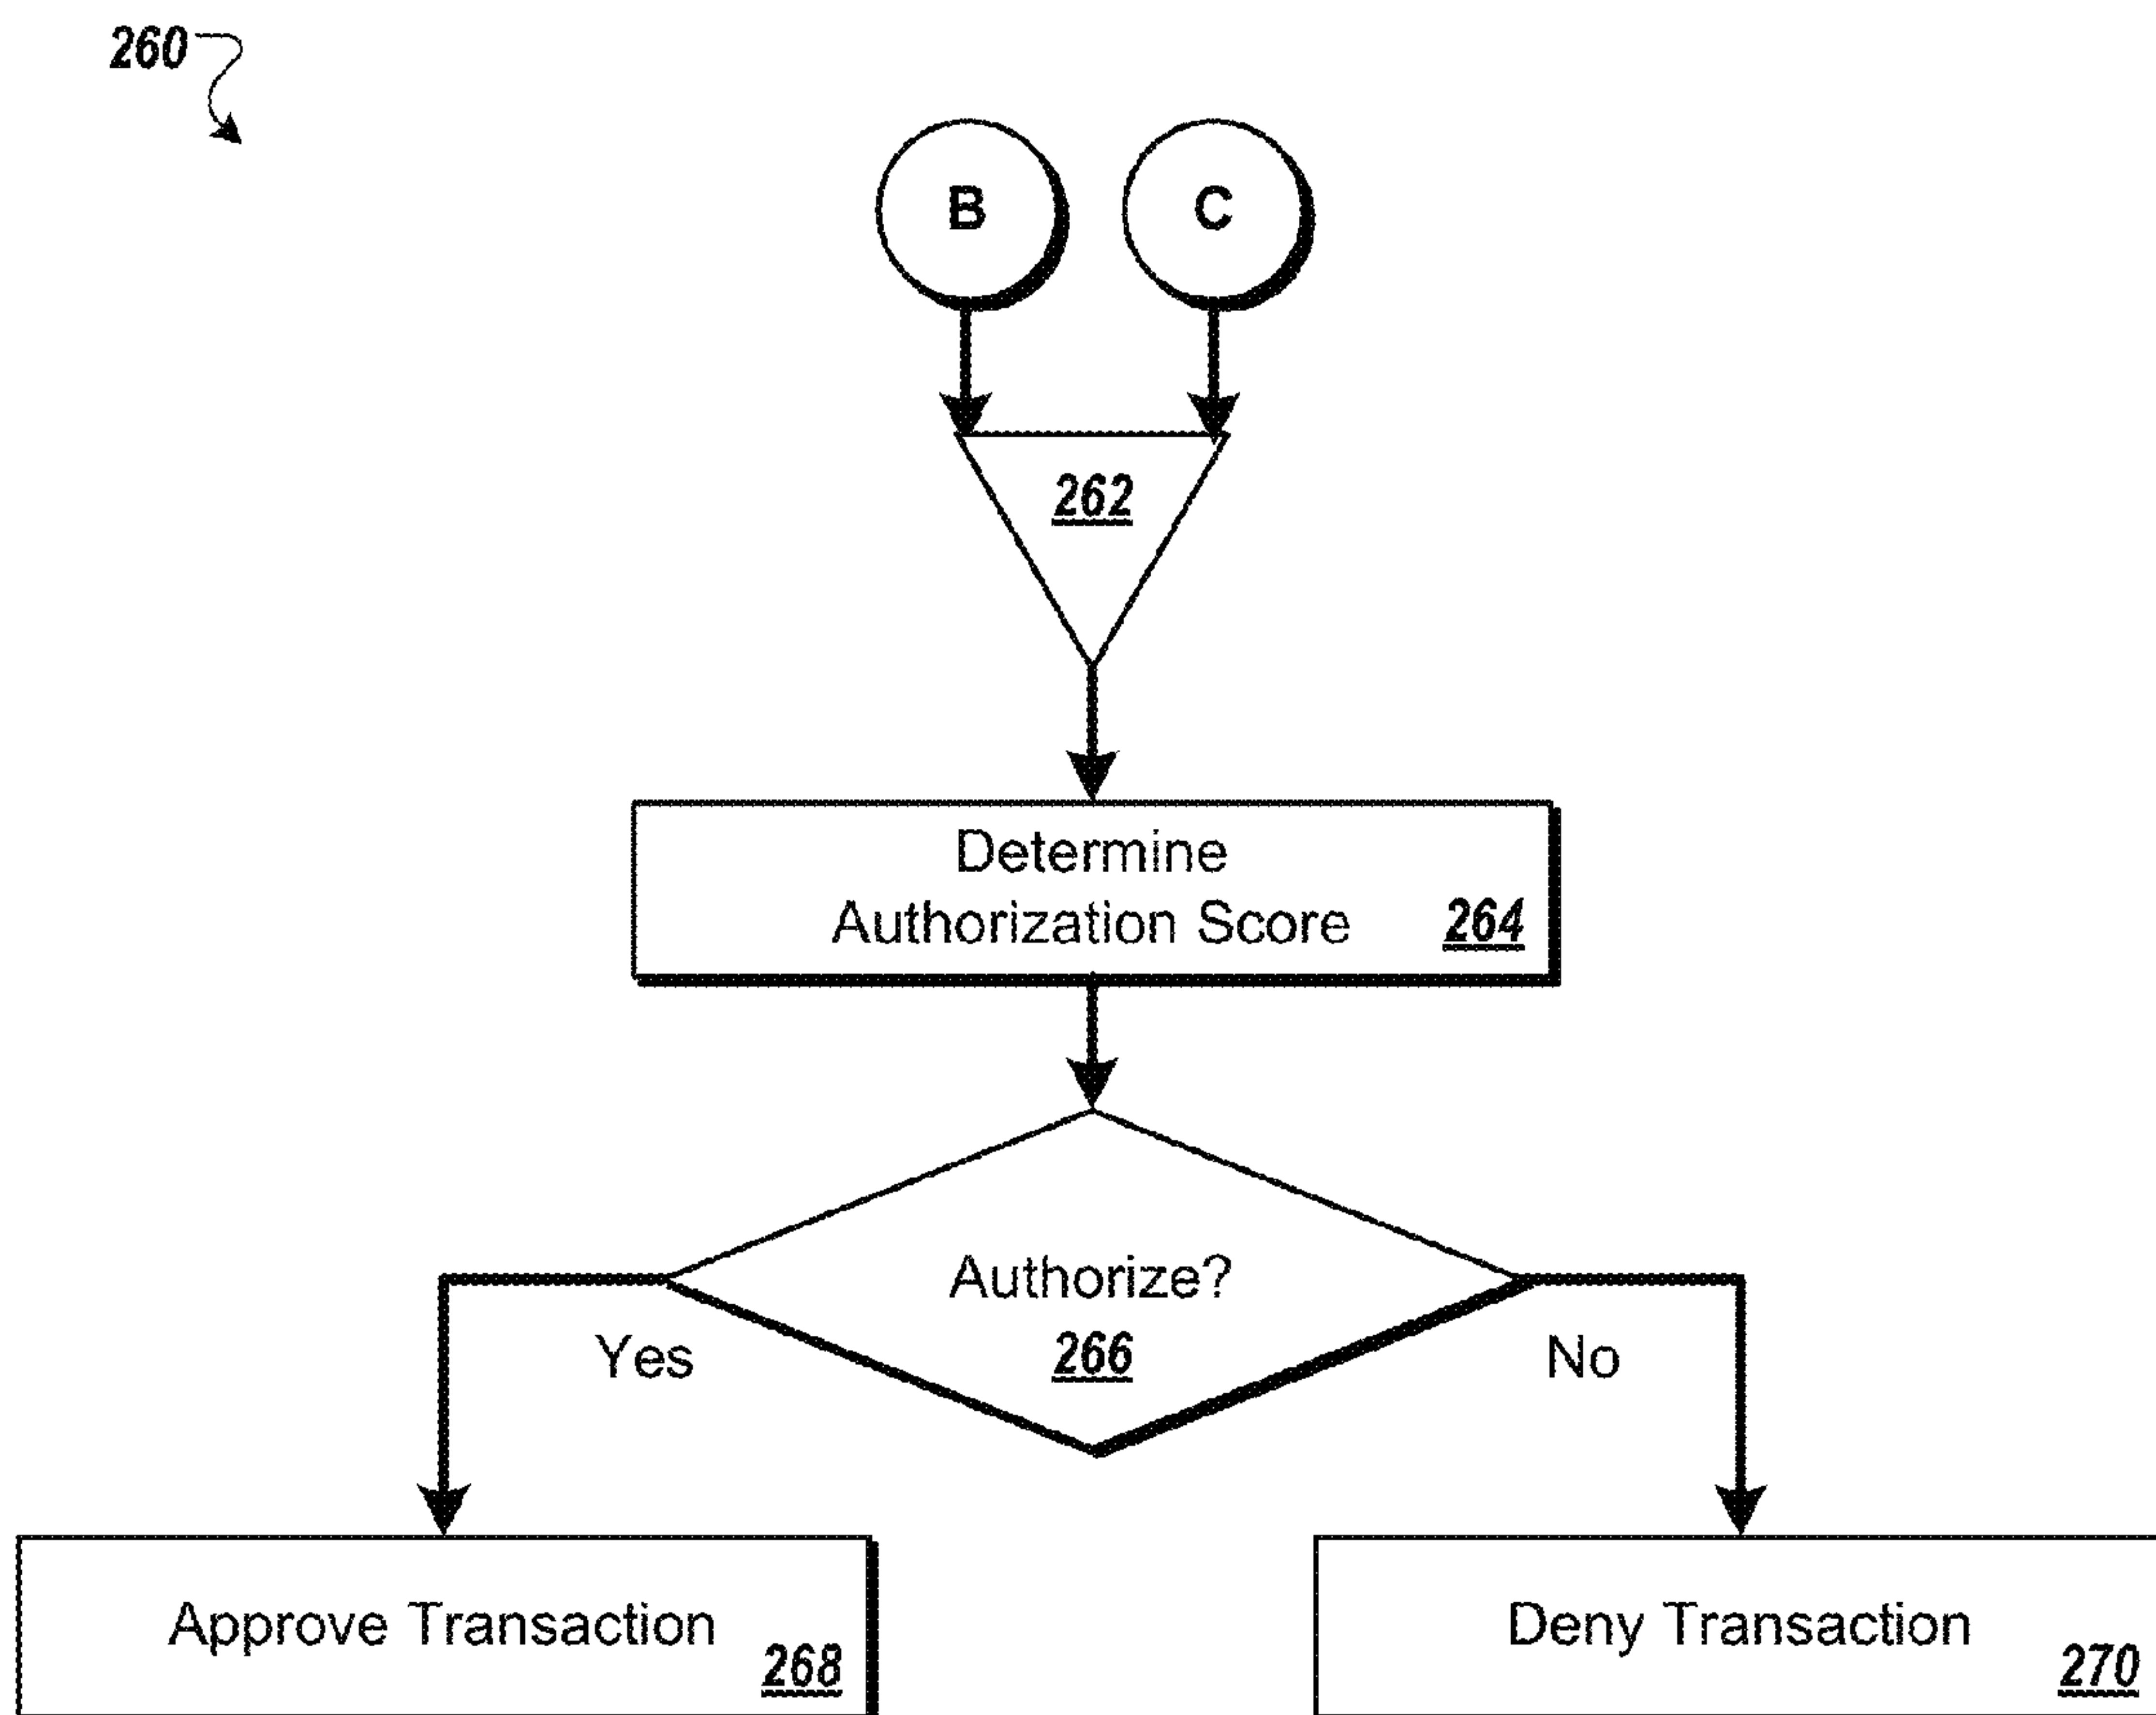 260
B
C
262
Determine
Authorization Score
264
Authorize?
266
Yes
No
Approve Transaction
268
Deny Transaction
270